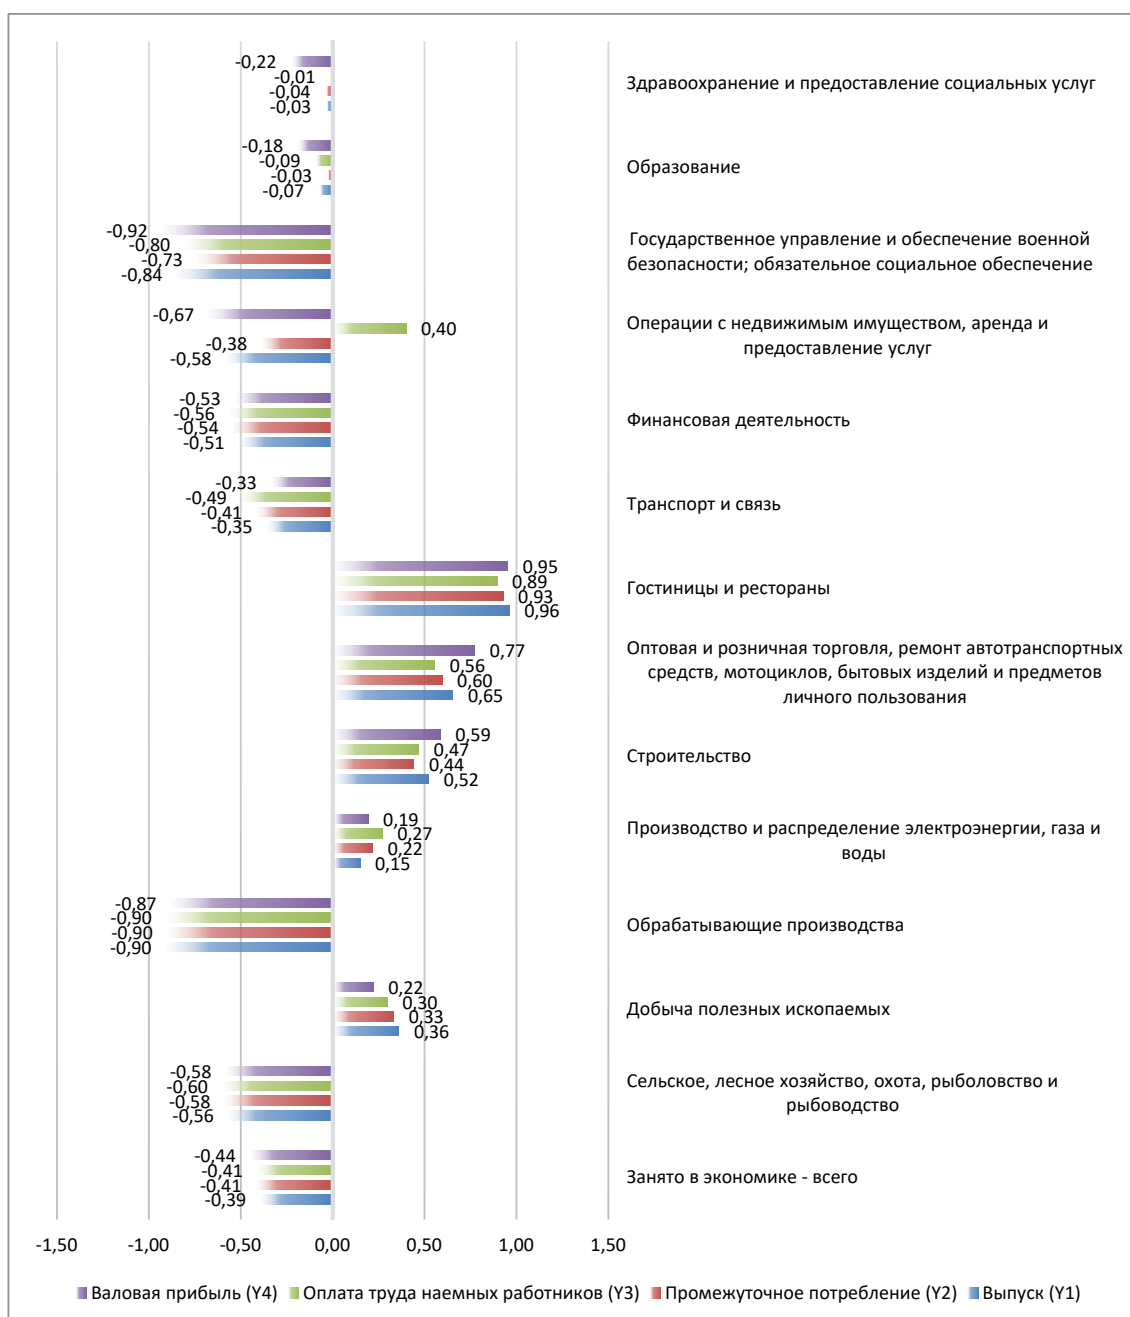 -0,22
-0,01
-0,04
-0,03
Здравоохранение и предоставление социальных услуг
-0,18
-0,09
-0,03
-0,07
Образование
-0,92
-0,80
-0,73
-0,84
Государственное управление и обеспечение военной
безопасности; обязательное социальное обеспечение
-0,67
0,40
-0,38
-0,58
Операции с недвижимым имуществом, аренда и
предоставление услуг
-0,53
-0,56
-0,54
-0,51
Финансовая деятельность
-0,33
-0,49
-0,41
-0,35
Транспорт и связь
0,95
0,89
0,93
0,96
Гостиницы и рестораны
0,77
0,56
0,60
0,65
Оптовая и розничная торговля, ремонт автотранспортных
средств, мотоциклов, бытовых изделий и предметов
личного пользования
0,59
0,47
0,44
0,52
Строительство
0,19
0,27
0,22
0,15
Производство и распределение электроэнергии, газа и
воды
-0,87
-0,90
-0,90
-0,90
Обрабатывающие производства
0,22
0,30
0,33
0,36
Добыча полезных ископаемых
-0,58
-0,60
-0,58
-0,56
Сельское, лесное хозяйство, охота, рыболовство и
рыбоводство
-0,44
-0,41
-0,41
-0,39
Занято в экономике - всего
-1,50 -1,00 -0,50 0,00 0,50 1,00 1,50
Валовая прибыль (Y4) Оплата труда наемных работников (Y3) Промежуточное потребление (Y2) Выпуск (Y1)